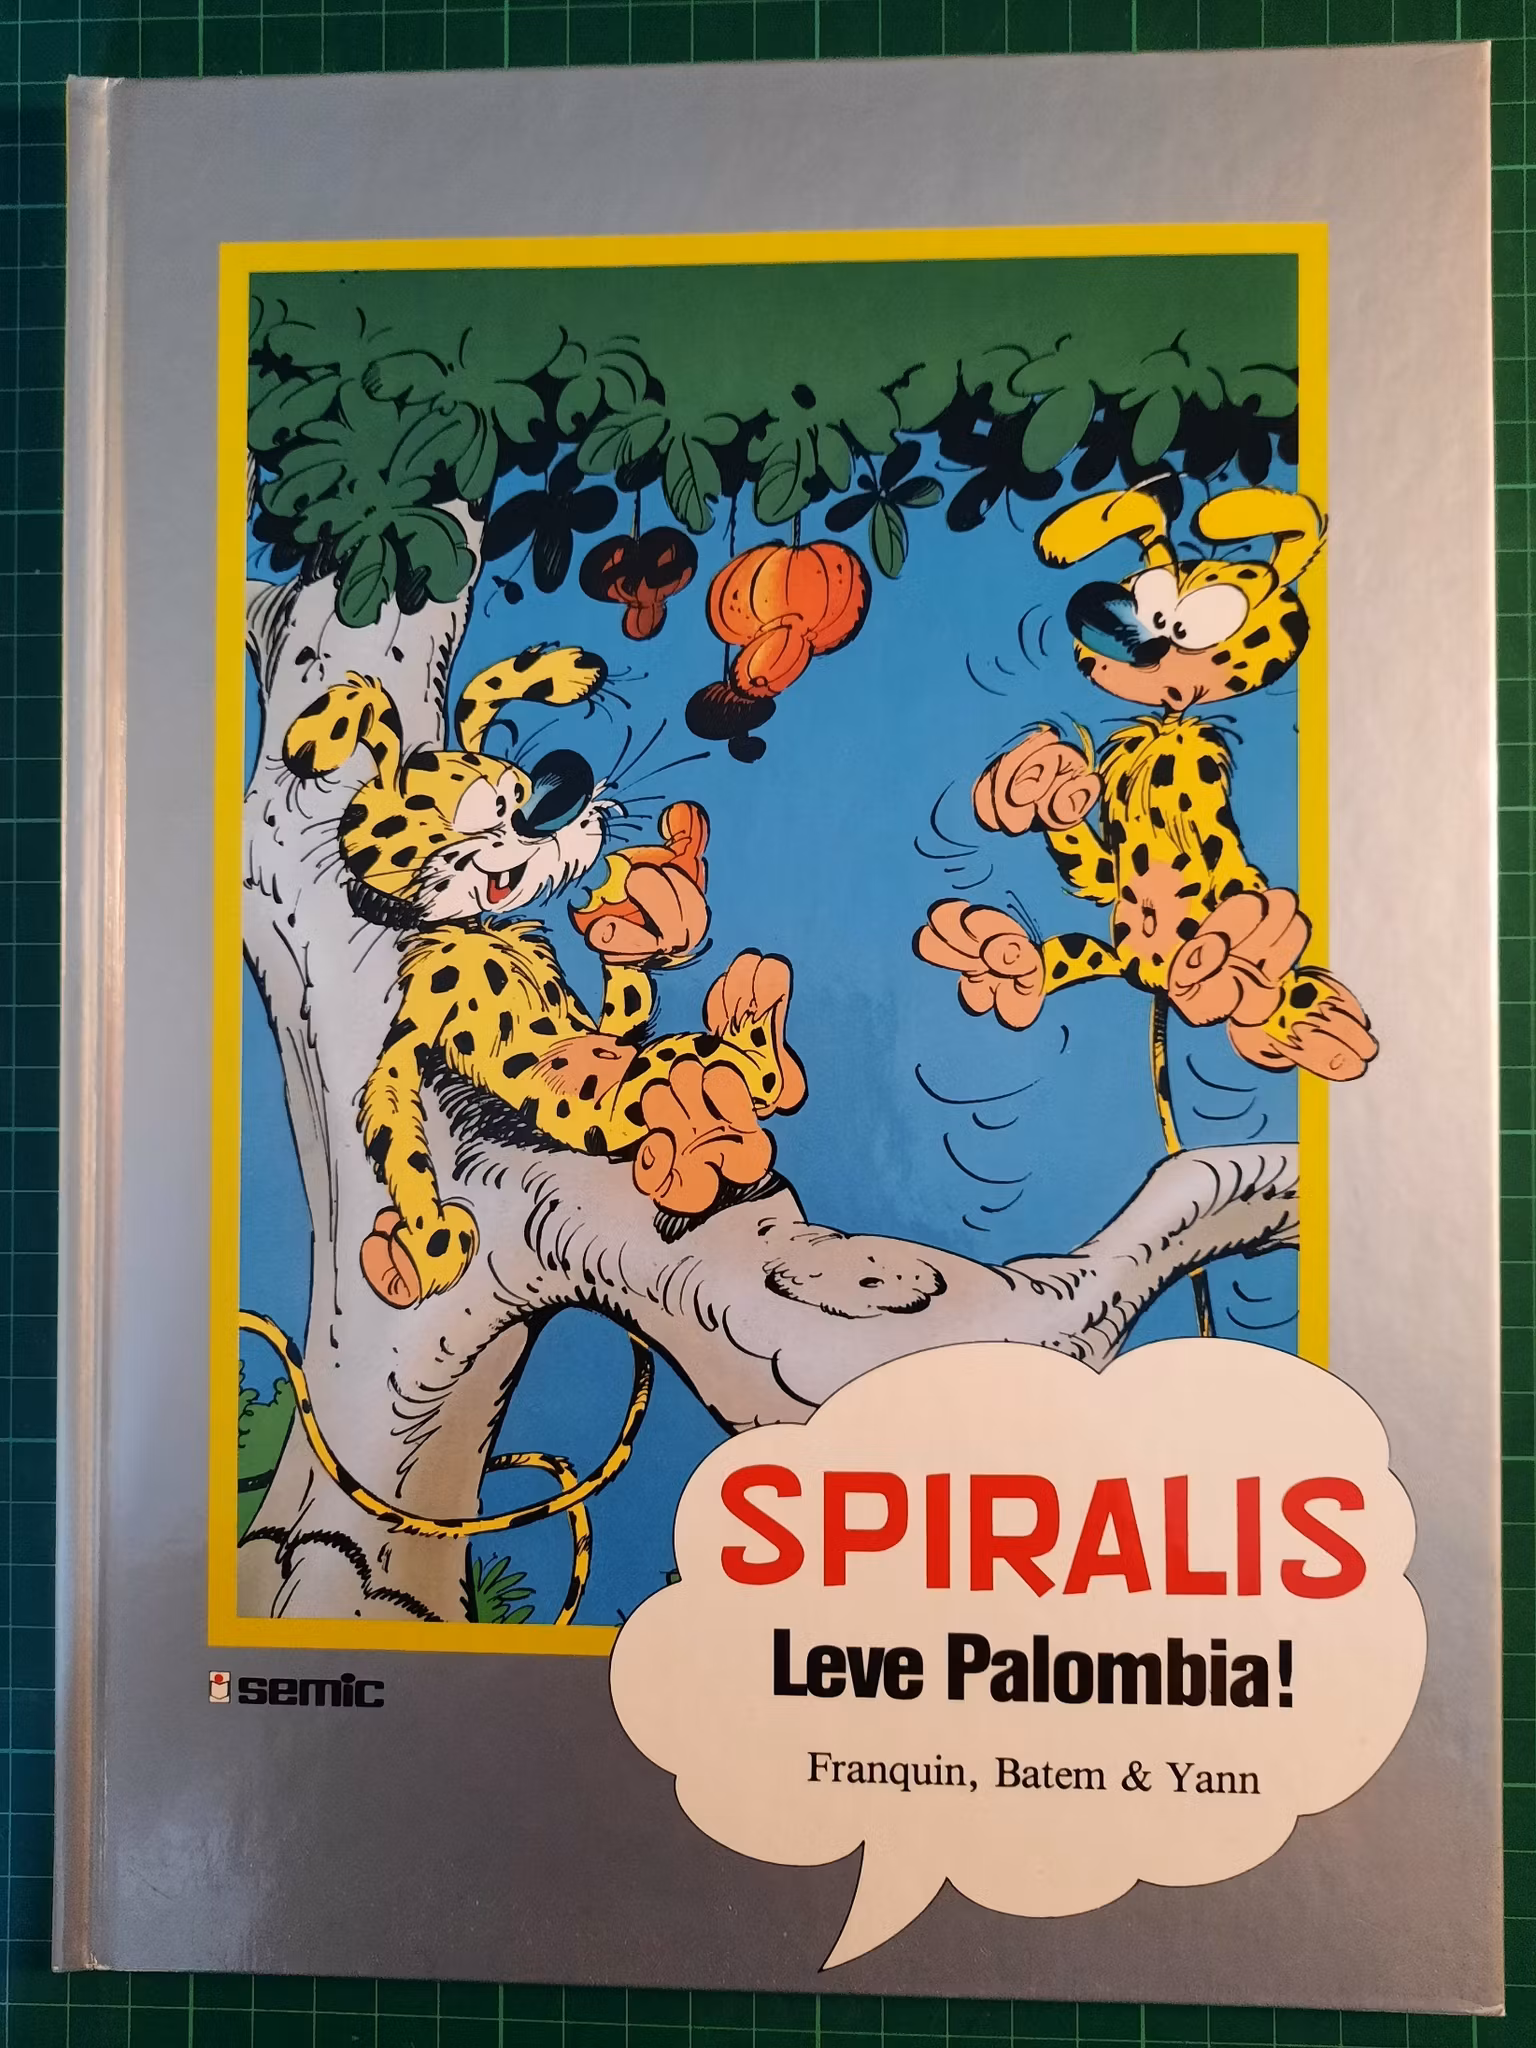 SPIRALIS
Leve Palombia!
semic
Franquin, Batem & Yann